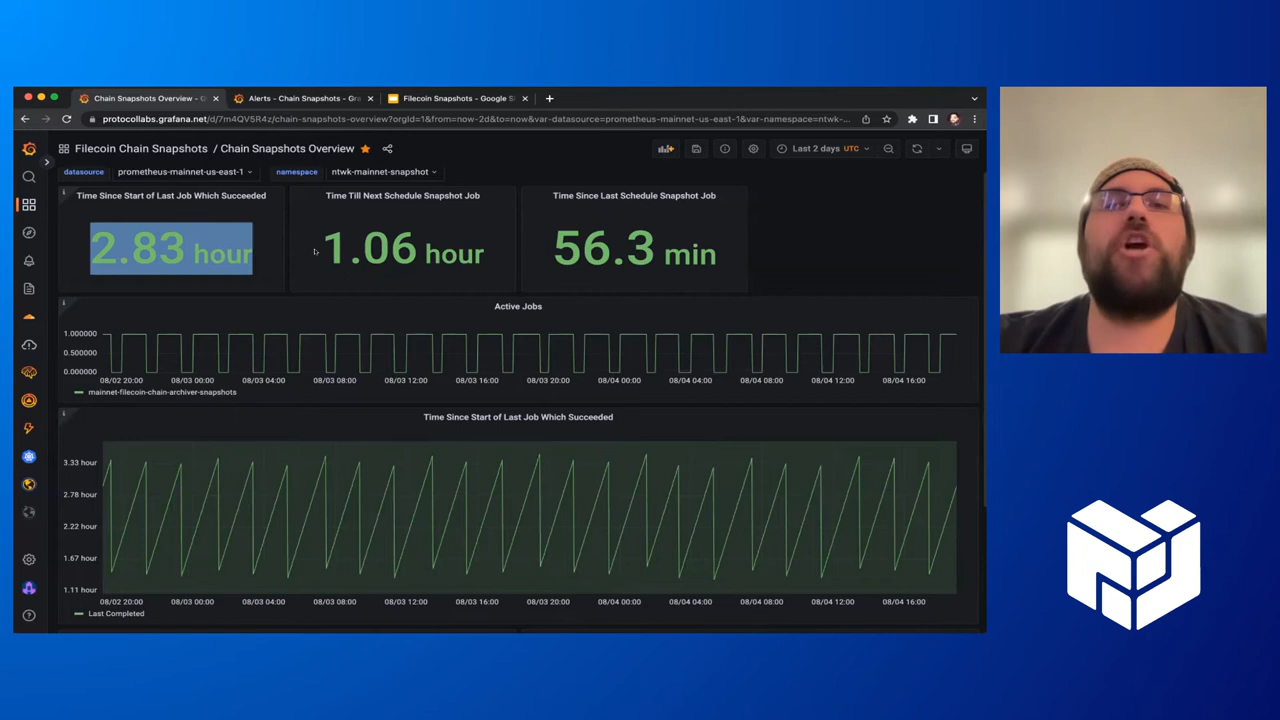 Chain Snapshots Overview - G
Alerts - Chain Snapshots - Gra
Filecoin Snapshots - Google Sl
protocollabs.grafana.net/d/7m4QV5R4z/chain-snapshots-overview?orgId=1&from=now-2d&to=now&var-datasource=prometheus-mainnet-us-east-1&var-namespace=ntwk-...
Filecoin Chain Snapshots / Chain Snapshots Overview
Last 2 days UTC
datasource prometheus-mainnet-us-east-1 namespace ntwk-mainnet-snapshot
Time Since Start of Last Job Which Succeeded
2.83 hour
Time Till Next Schedule Snapshot Job
1.06 hour
Time Since Last Schedule Snapshot Job
56.3 min
Active Jobs
1.000000
0.500000
0.000000
08/02 20:00 08/03 00:00 08/03 04:00 08/03 08:00 08/03 12:00 08/03 16:00 08/03 20:00 08/04 00:00 08/04 04:00 08/04 08:00 08/04 12:00 08/04 16:00
mainnet-filecoin-chain-archiver-snapshots
Time Since Start of Last Job Which Succeeded
3.33 hour
2.78 hour
2.22 hour
1.67 hour
1.11 hour
08/02 20:00 08/03 00:00 08/03 04:00 08/03 08:00 08/03 12:00 08/03 16:00 08/03 20:00 08/04 00:00 08/04 04:00 08/04 08:00 08/04 12:00 08/04 16:00
Last Completed